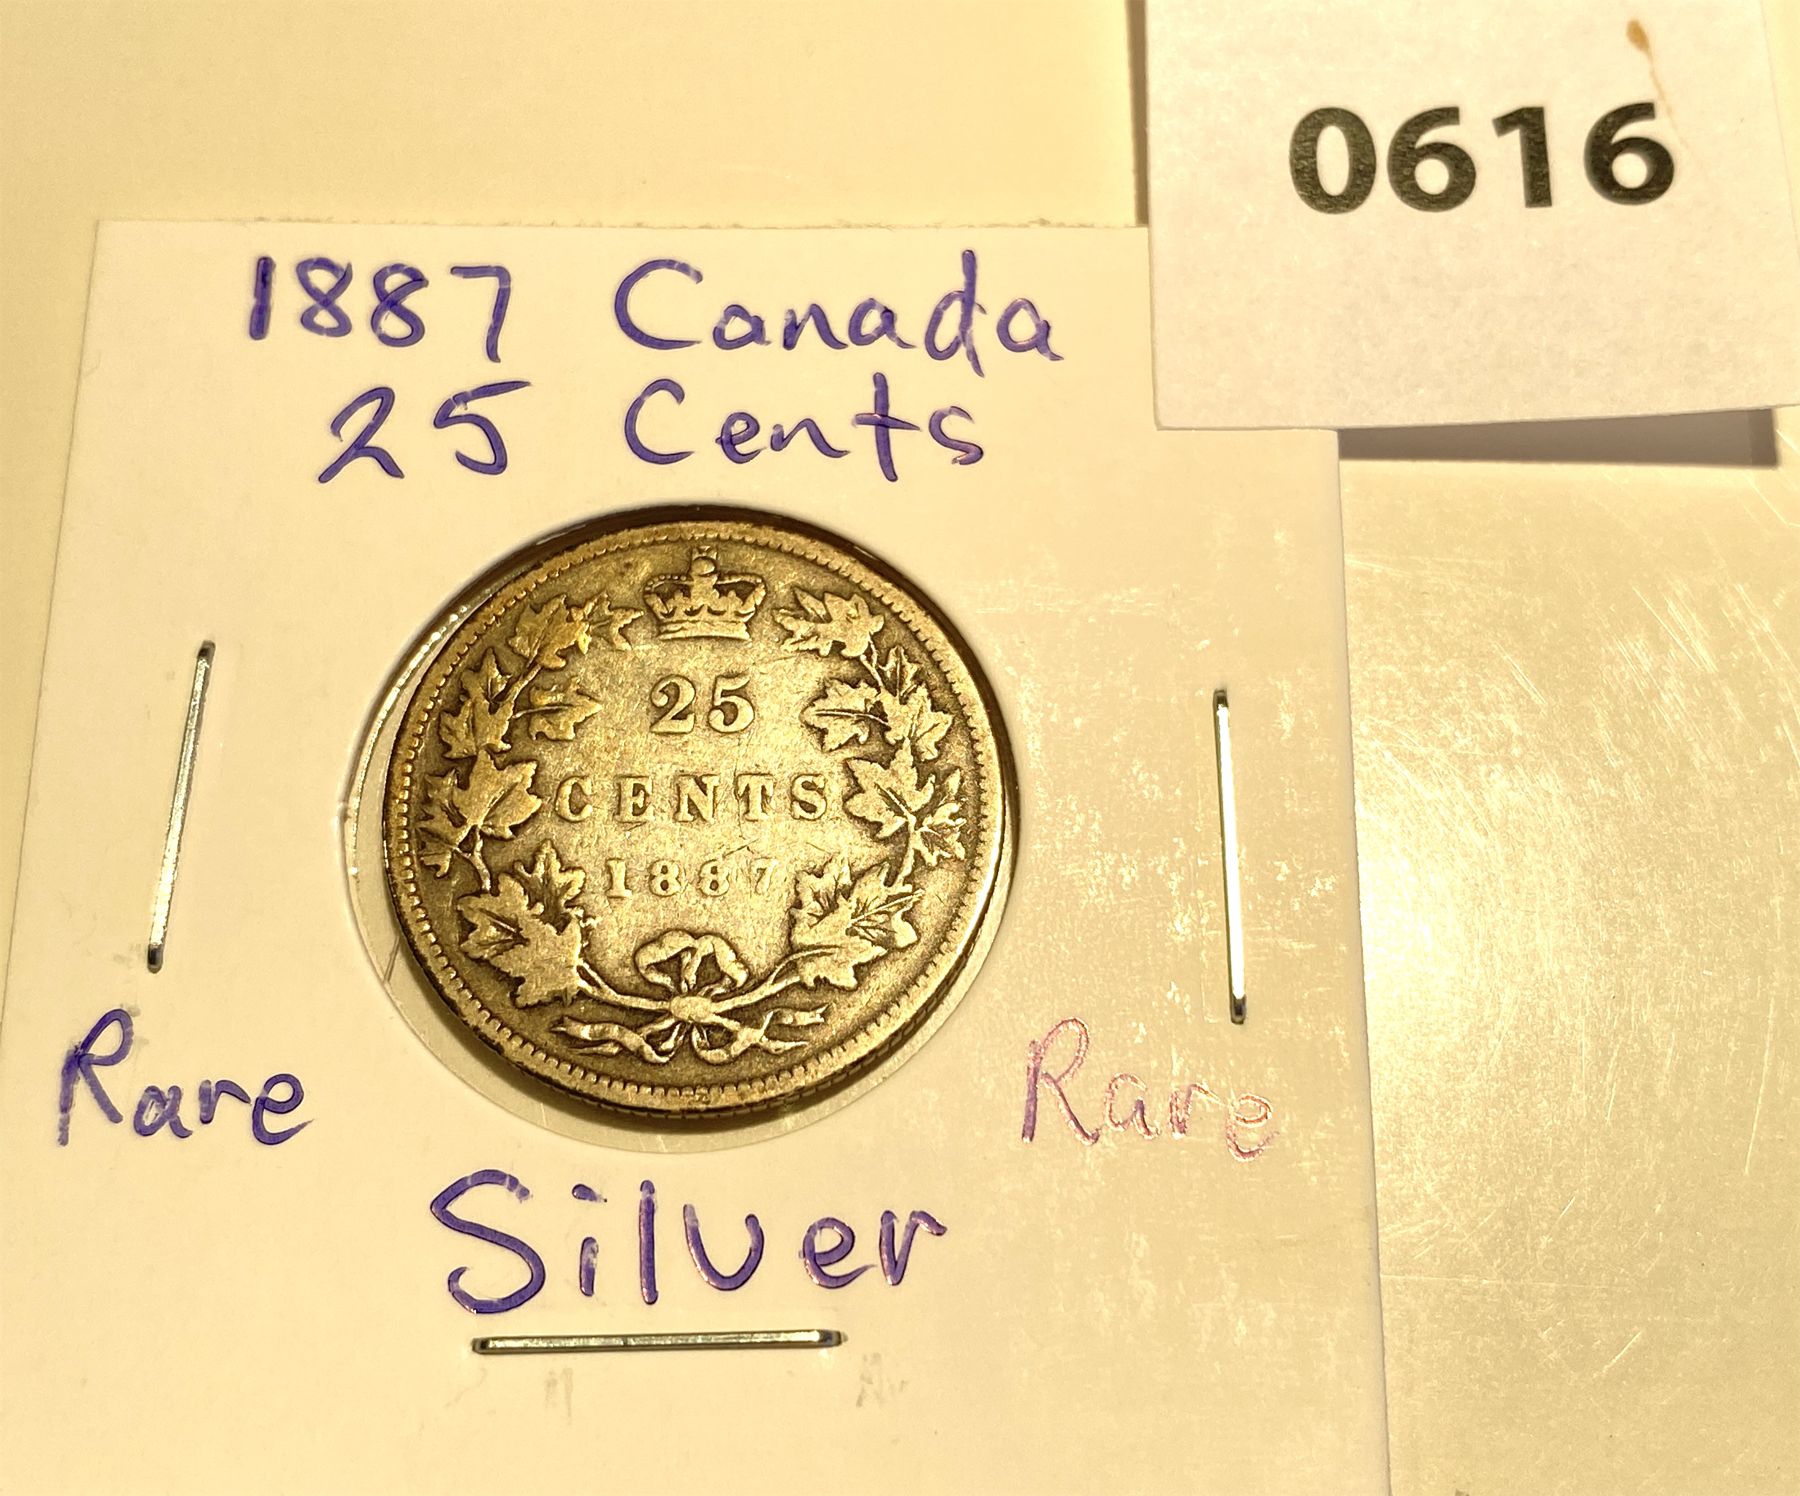 0616
1887 Canada
25 Cents
25
CENTS
1887
Rare
Rare
Silver